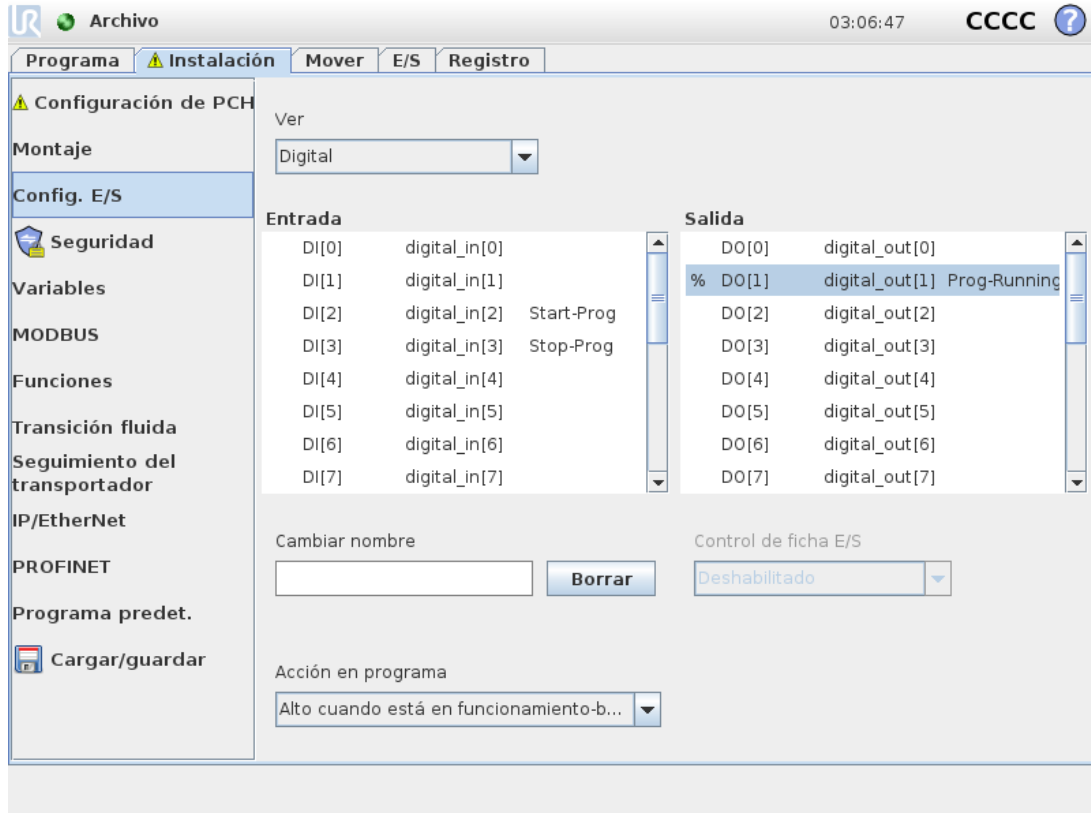 UR Archivo 03:06:47 CCCC ?
Programa Instalación Mover E/S Registro
Configuración de PCH
Montaje
Config. E/S
Seguridad
Variables
MODBUS
Funciones
Transición fluida
Seguimiento del
transportador
IP/EtherNet
PROFINET
Programa predet.
Cargar/guardar
Ver
Digital
Entrada
DI[0] digital_in[0]
DI[1] digital_in[1]
DI[2] digital_in[2] Start-Prog
DI[3] digital_in[3] Stop-Prog
DI[4] digital_in[4]
DI[5] digital_in[5]
DI[6] digital_in[6]
DI[7] digital_in[7]
Salida
DO[0] digital_out[0]
% DO[1] digital_out[1] Prog-Running
DO[2] digital_out[2]
DO[3] digital_out[3]
DO[4] digital_out[4]
DO[5] digital_out[5]
DO[6] digital_out[6]
DO[7] digital_out[7]
Cambiar nombre
Borrar
Control de ficha E/S
Deshabilitado
Acción en programa
Alto cuando está en funcionamiento-b...